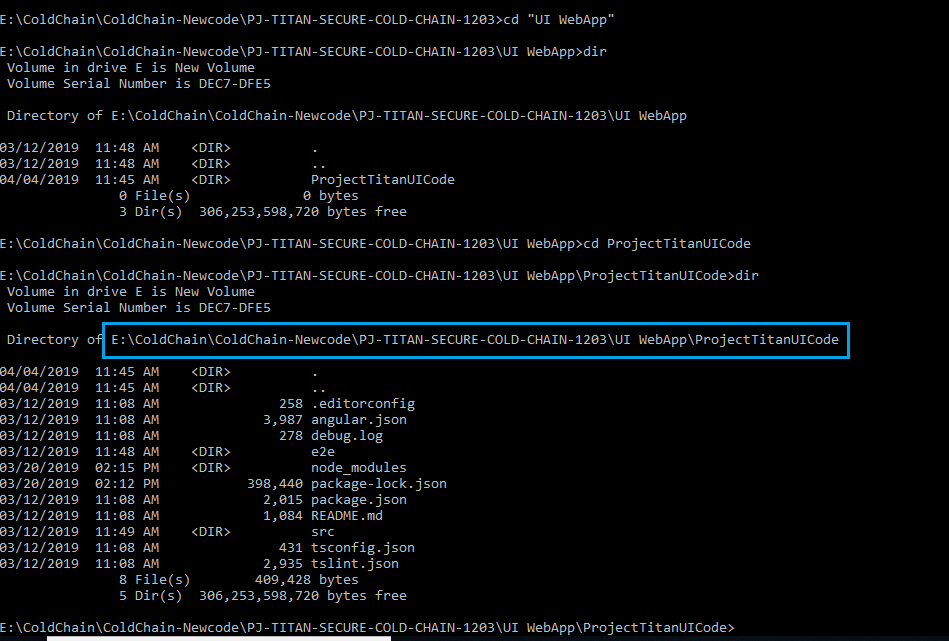 E:\ColdChain\ColdChain-Newcode\PJ-TITAN-SECURE-COLD-CHAIN-1203>cd "UI WebApp"
E:\ColdChain\ColdChain-Newcode\PJ-TITAN-SECURE-COLD-CHAIN-1203\UI WebApp>dir
Volume in drive E is New Volume
Volume Serial Number is DEC7-DFE5
Directory of E:\ColdChain\ColdChain-Newcode\PJ-TITAN-SECURE-COLD-CHAIN-1203\UI WebApp
03/12/2019  11:48 AM    <DIR>          .
03/12/2019  11:48 AM    <DIR>          ..
04/04/2019  11:45 AM    <DIR>          ProjectTitanUICode
0 File(s)              0 bytes
3 Dir(s)  306,253,598,720 bytes free
E:\ColdChain\ColdChain-Newcode\PJ-TITAN-SECURE-COLD-CHAIN-1203\UI WebApp>cd ProjectTitanUICode
E:\ColdChain\ColdChain-Newcode\PJ-TITAN-SECURE-COLD-CHAIN-1203\UI WebApp\ProjectTitanUICode>dir
Volume in drive E is New Volume
Volume Serial Number is DEC7-DFE5
Directory of E:\ColdChain\ColdChain-Newcode\PJ-TITAN-SECURE-COLD-CHAIN-1203\UI WebApp\ProjectTitanUICode
04/04/2019  11:45 AM    <DIR>          .
04/04/2019  11:45 AM    <DIR>          ..
03/12/2019  11:08 AM               258 .editorconfig
03/12/2019  11:08 AM             3,987 angular.json
03/12/2019  11:08 AM               278 debug.log
03/12/2019  11:48 AM    <DIR>          e2e
03/20/2019  02:15 PM    <DIR>          node_modules
03/20/2019  02:12 PM           398,440 package-lock.json
03/12/2019  11:08 AM             2,015 package.json
03/12/2019  11:08 AM             1,084 README.md
03/12/2019  11:49 AM    <DIR>          src
03/12/2019  11:08 AM               431 tsconfig.json
03/12/2019  11:08 AM             2,935 tslint.json
8 File(s)        409,428 bytes
5 Dir(s)  306,253,598,720 bytes free
E:\ColdChain\ColdChain-Newcode\PJ-TITAN-SECURE-COLD-CHAIN-1203\UI WebApp\ProjectTitanUICode>